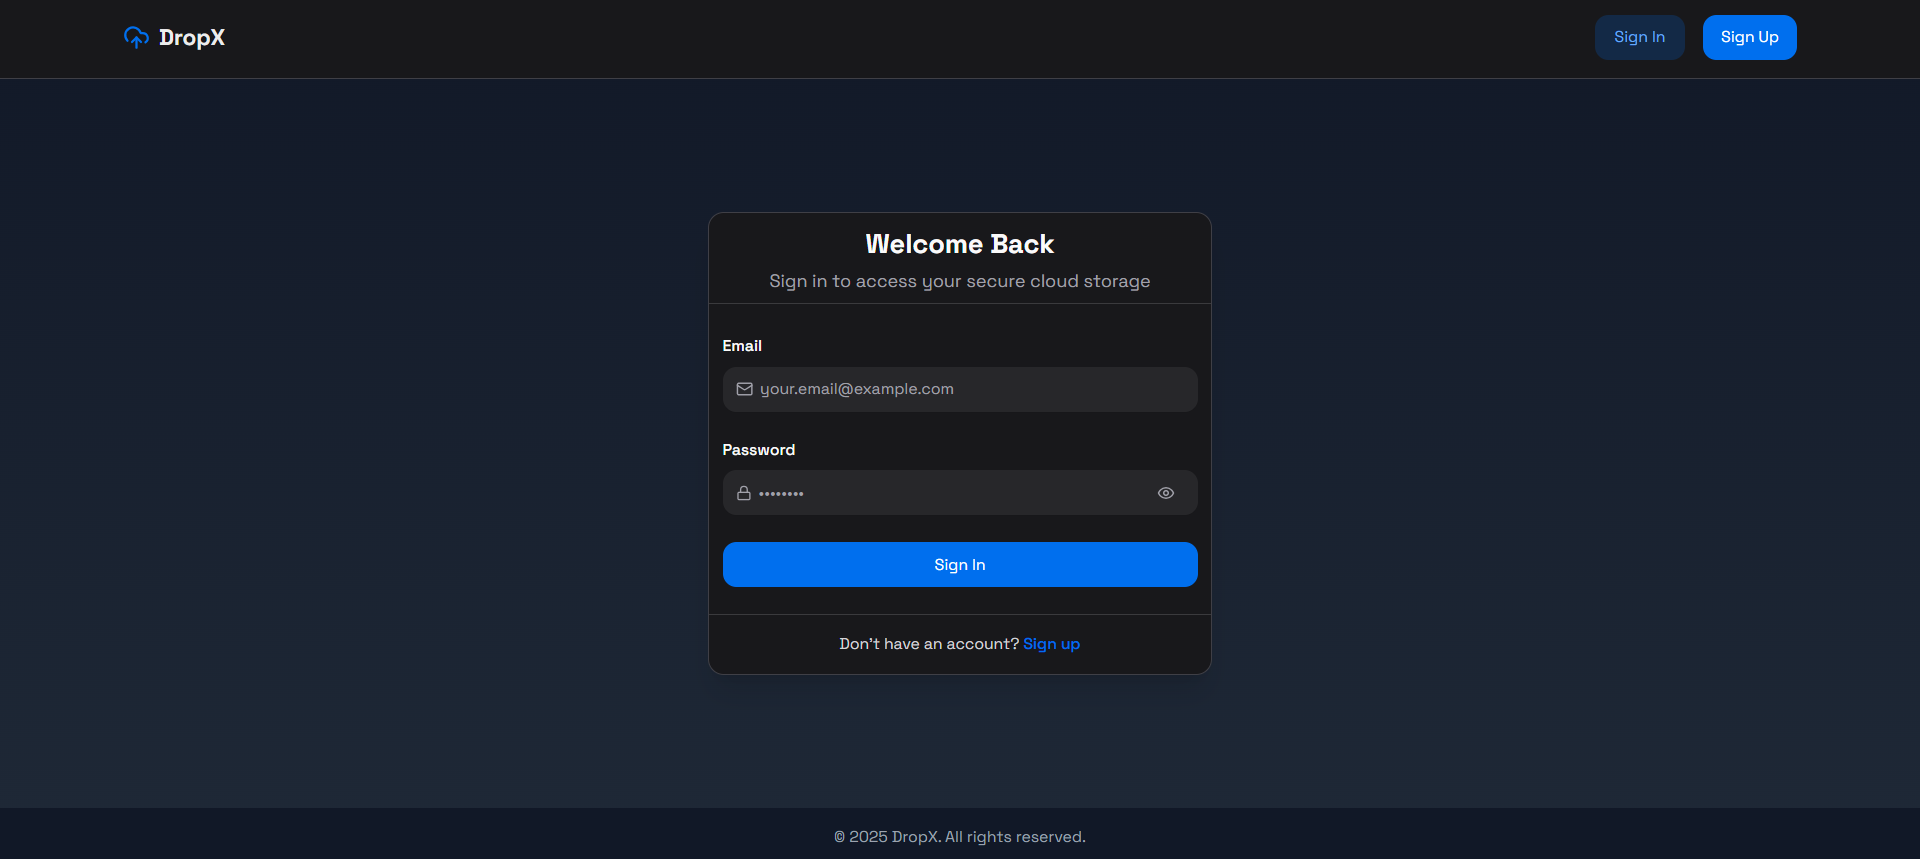 DropX
Sign In
Sign Up
Welcome Back
Sign in to access your secure cloud storage
Email
your.email@example.com
Password
••••••••
Sign In
Don't have an account? Sign up
© 2025 DropX. All rights reserved.